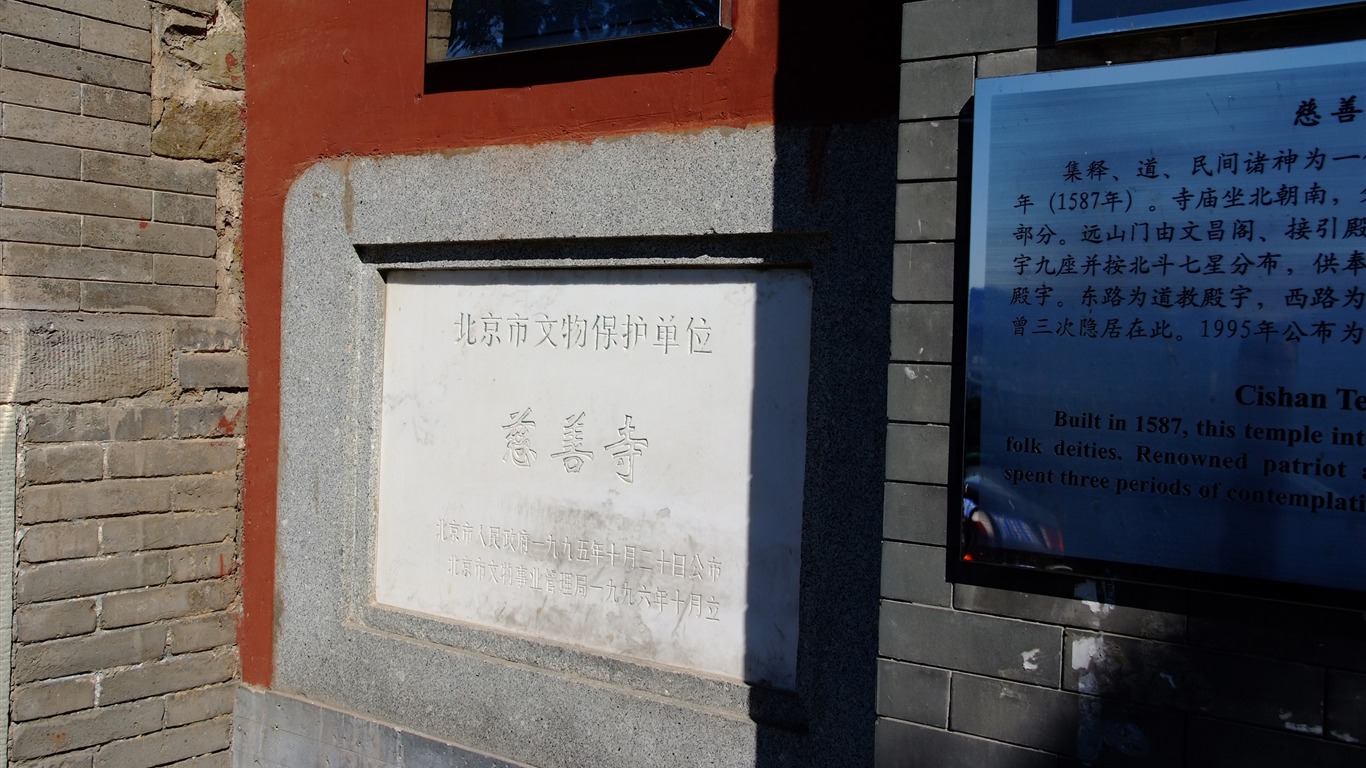 北京市文物保护单位
慈善寺
北京市人民政府一九九五年十月二十日公布
北京市文物事业管理局一九九六年十月立
慈善
集释、道、民间诸神为一
年（1587年）。寺庙坐北朝南，
部分。远山门由文昌阁、接引殿
宇九座并按北斗七星分布，供奉
殿宇。东路为道教殿宇，西路为
曾三次隐居在此。1995年公布为
Cishan Te
Built in 1587, this temple int
folk deities. Renowned patriot
spent three periods of contemplati